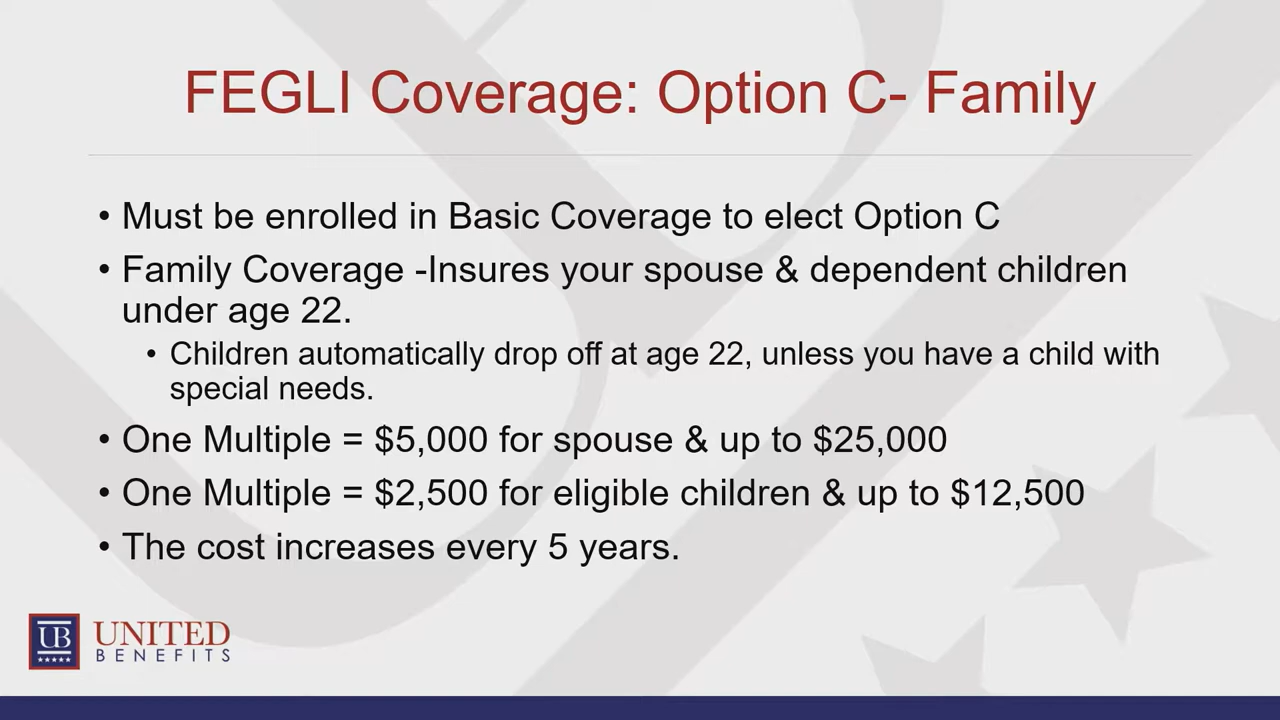 FEGLI Coverage: Option C- Family
• Must be enrolled in Basic Coverage to elect Option C
• Family Coverage -Insures your spouse & dependent children
under age 22.
• Children automatically drop off at age 22, unless you have a child with
special needs.
• One Multiple = $5,000 for spouse & up to $25,000
• One Multiple = $2,500 for eligible children & up to $12,500
• The cost increases every 5 years.
UB
UNITED
BENEFITS